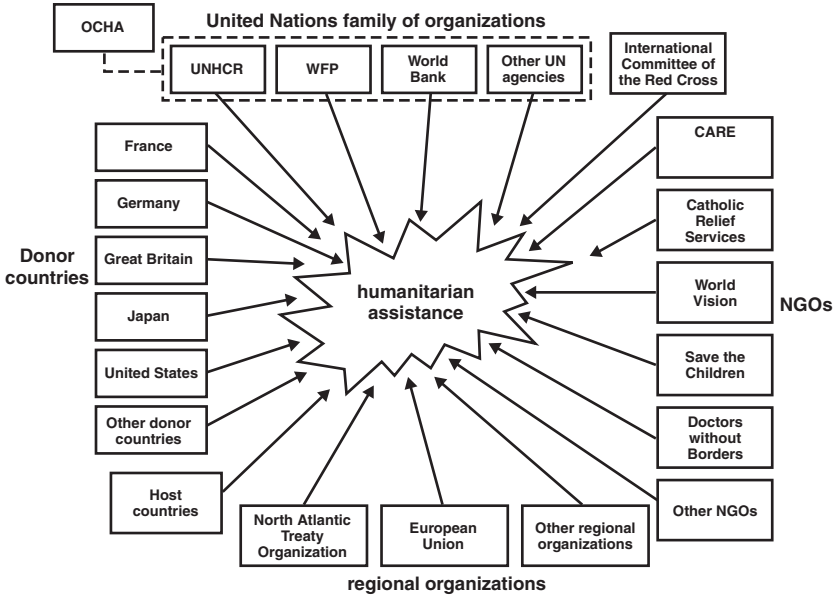 United Nations family of organizations
OCHA
UNHCR
WFP
World
Bank
Other UN
agencies
International
Committee of
the Red Cross
Donor
countries
France
Germany
Great Britain
Japan
United States
Other donor
countries
Host
countries
humanitarian
assistance
CARE
Catholic
Relief
Services
World
Vision
NGOs
Save the
Children
Doctors
without
Borders
Other NGOs
North Atlantic
Treaty
Organization
European
Union
Other regional
organizations
regional organizations